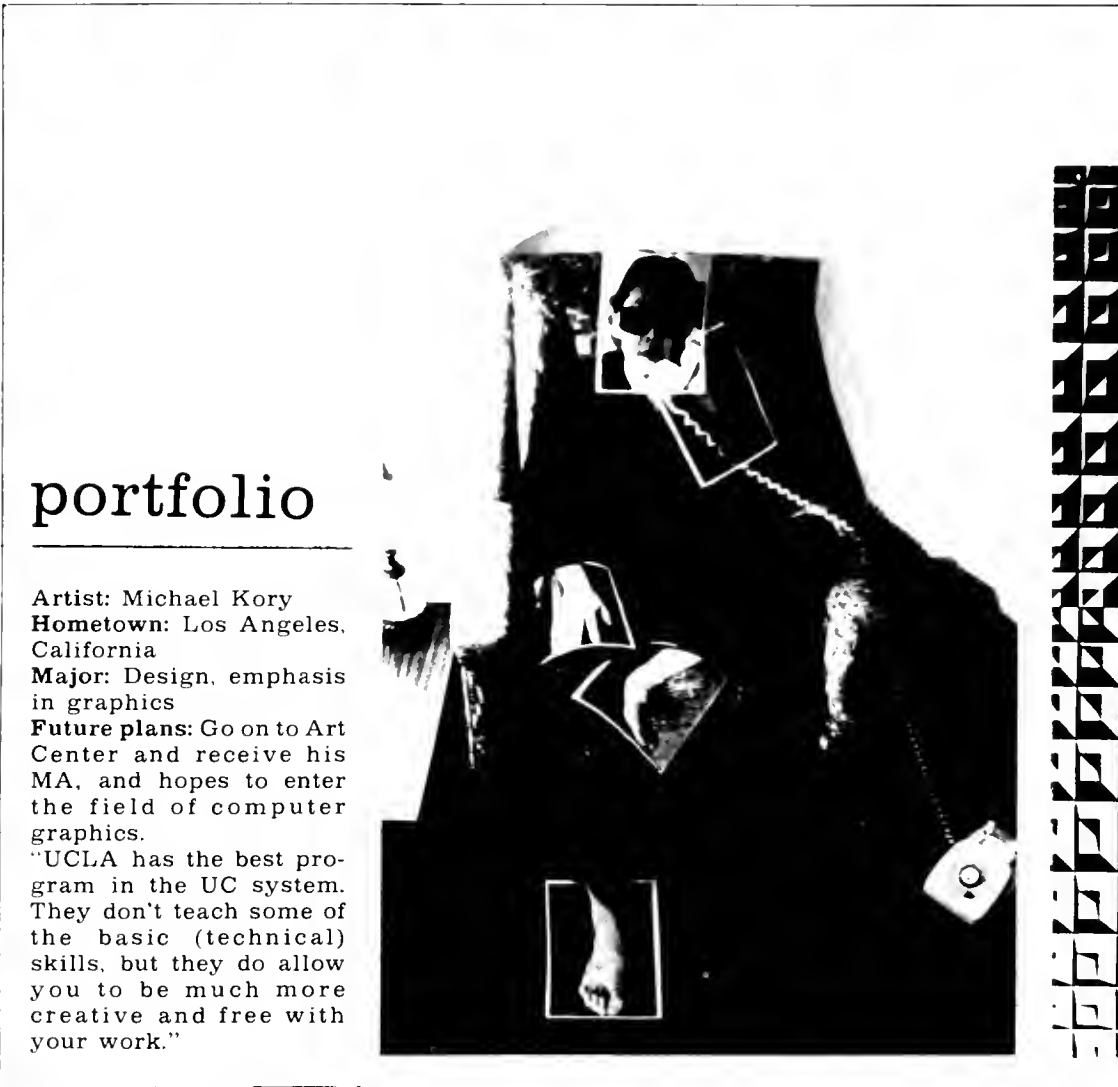 portfolio
Artist: Michael Kory
Hometown: Los Angeles,
California
Major: Design, emphasis
in graphics
Future plans: Go on to Art
Center and receive his
MA, and hopes to enter
the field of computer
graphics.
"UCLA has the best pro-
gram in the UC system.
They don't teach some of
the basic (technical)
skills, but they do allow
you to be much more
creative and free with
your work."